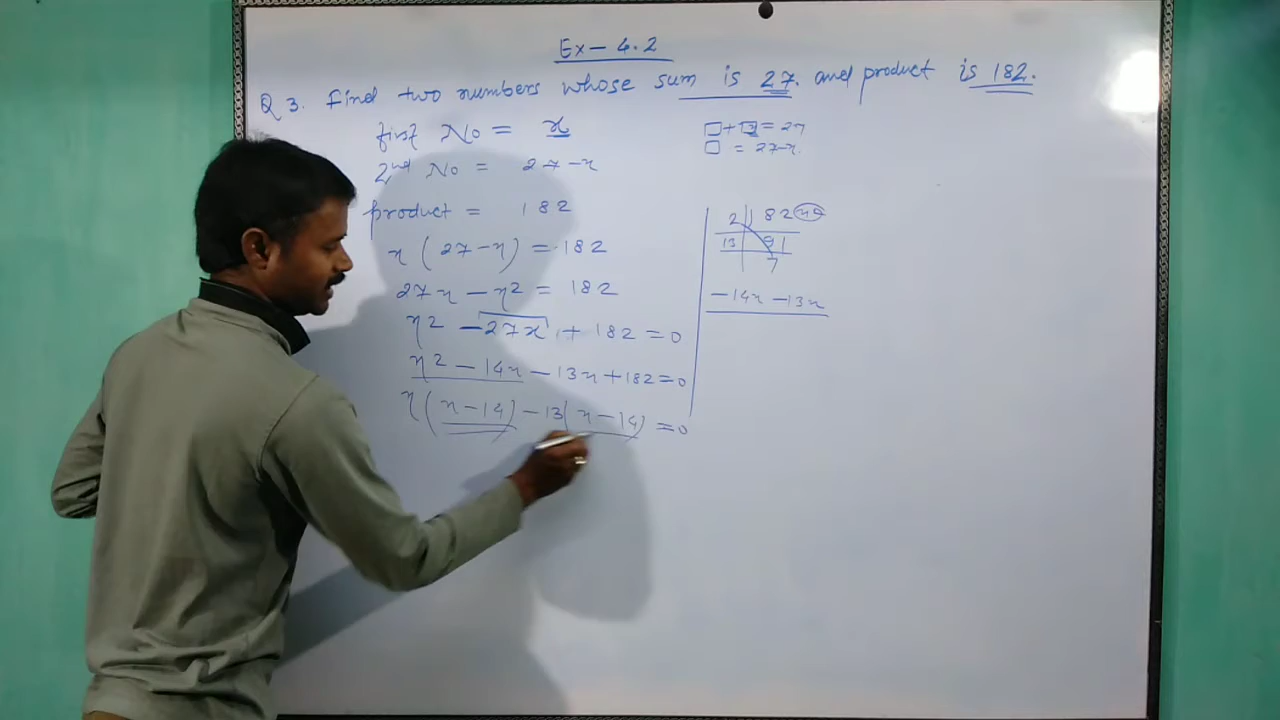 Ex - 4.2
Q 3. Find two numbers whose sum is 27. and product is 182.
first No = x
2nd No = 27-x
product = 182
x ( 27-x ) = 182
27x - x2 = 182
x2 - 27x + 182 = 0
x2 - 14x - 13x + 182 = 0
x ( x-14 ) - 13 ( x-14 ) = 0
□ + □ = 27
□ = 27-x.
2 | 182
13 | 91
7
-14x -13x